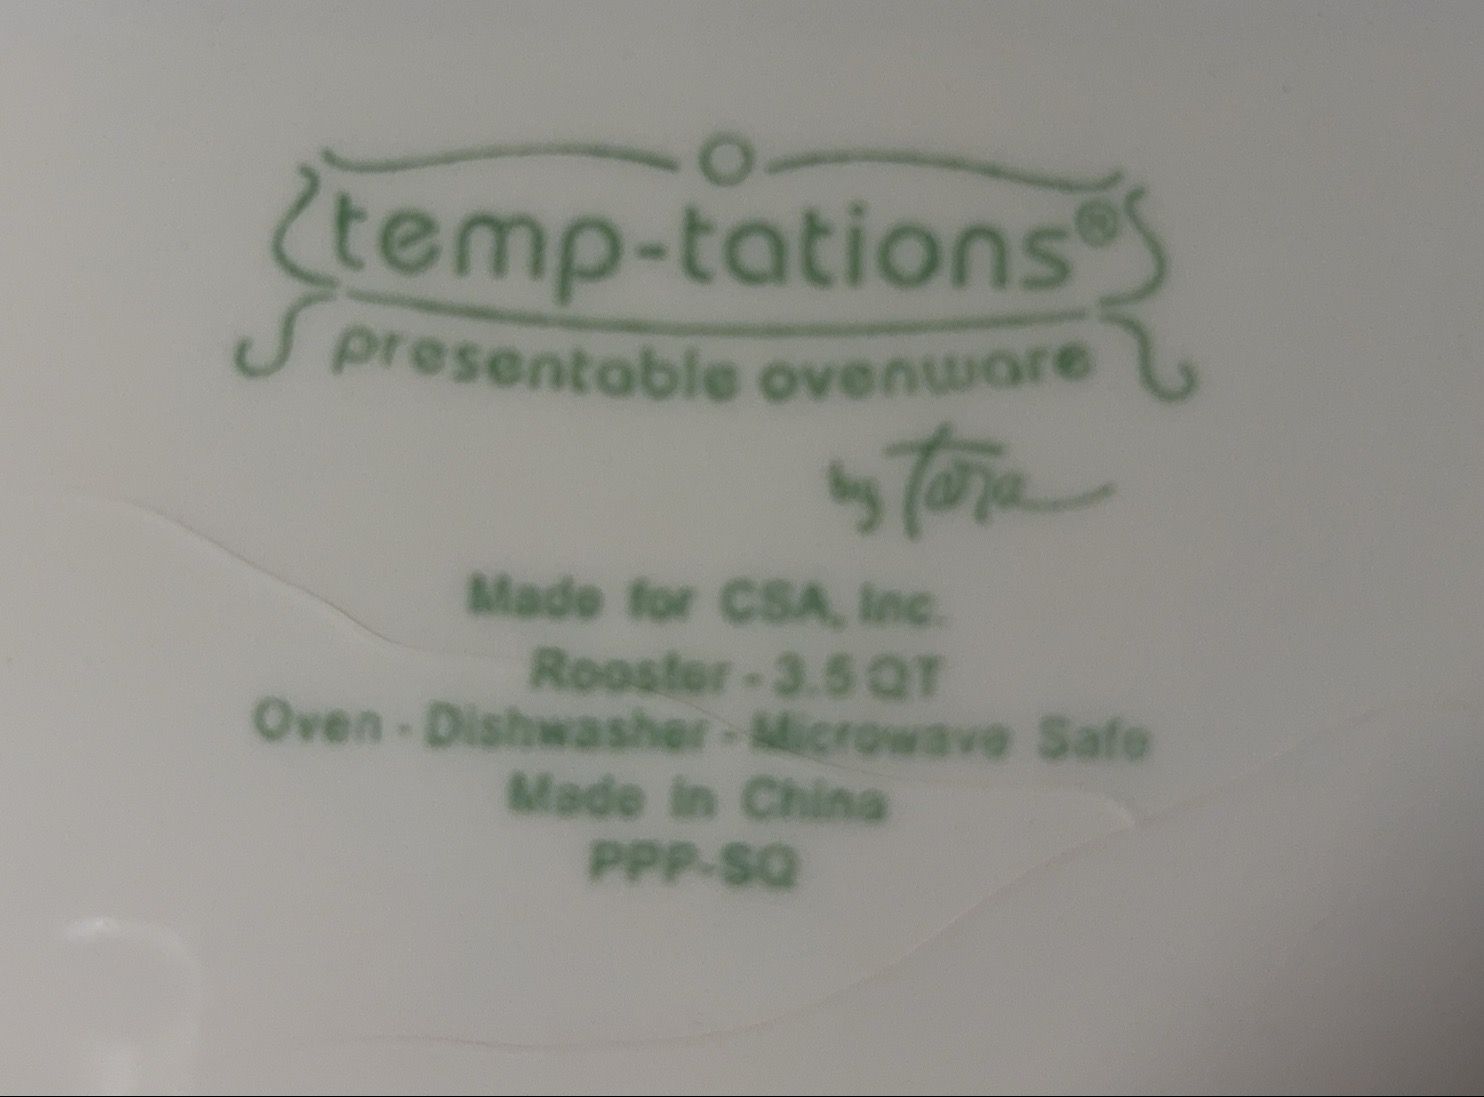 temp-tations®
presentable ovenware
by Tara
Made for CSA, Inc.
Rooster - 3.5 QT
Oven - Dishwasher - Microwave Safe
Made in China
PPP-SQ